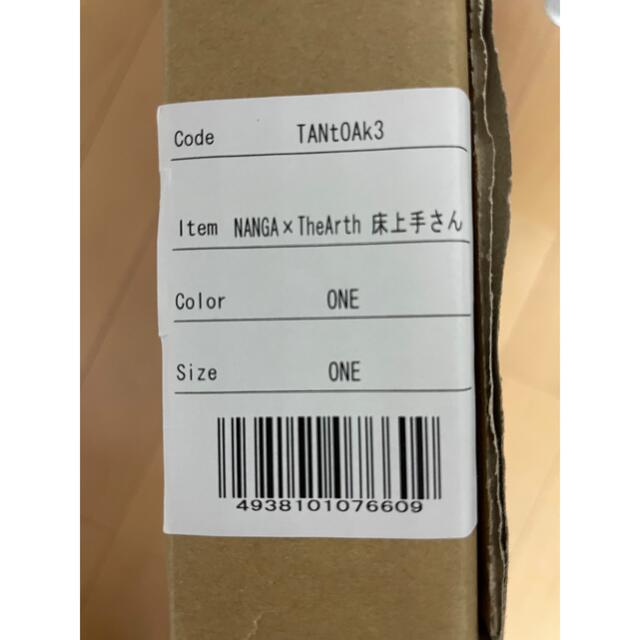 Code TANtOAk3
Item NANGA×TheArth 床上手さん
Color ONE
Size ONE
4938101076609